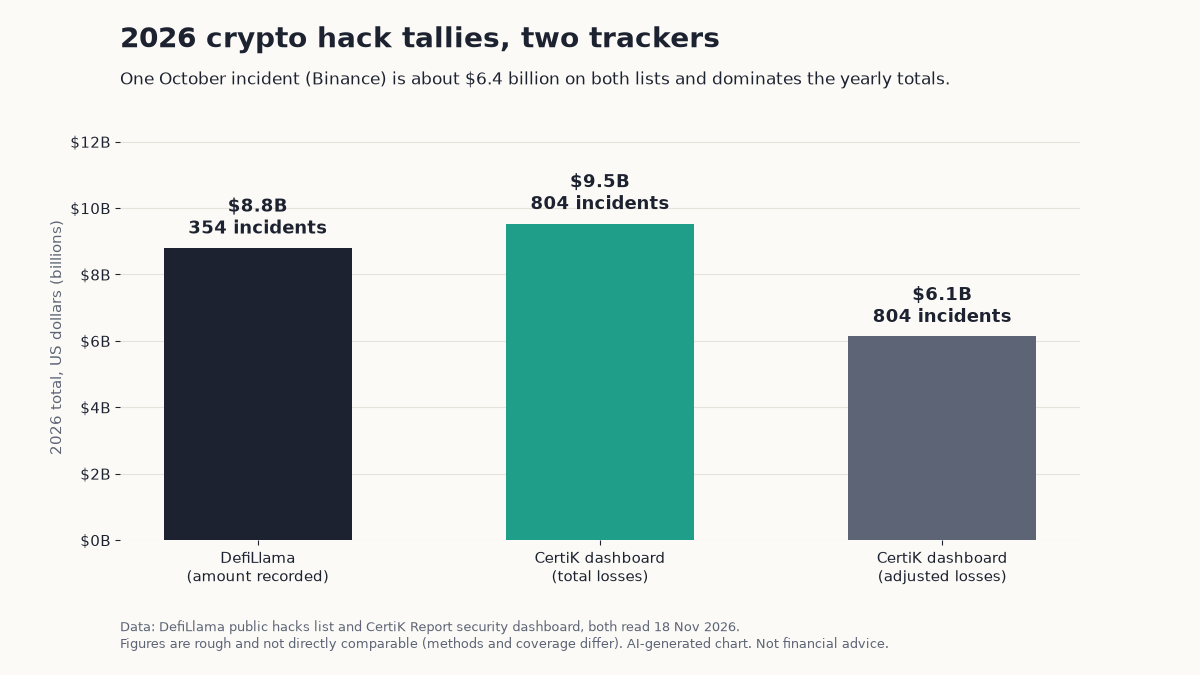 2026 crypto hack tallies, two trackers
One October incident (Binance) is about $6.4 billion on both lists and dominates the yearly totals.
2026 total, US dollars (billions)
$12B
$10B
$8B
$6B
$4B
$2B
$0B
$8.8B
354 incidents
$9.5B
804 incidents
$6.1B
804 incidents
DefiLlama
(amount recorded)
CertiK dashboard
(total losses)
CertiK dashboard
(adjusted losses)
Data: DefiLlama public hacks list and CertiK Report security dashboard, both read 18 Nov 2026.
Figures are rough and not directly comparable (methods and coverage differ). AI-generated chart. Not financial advice.